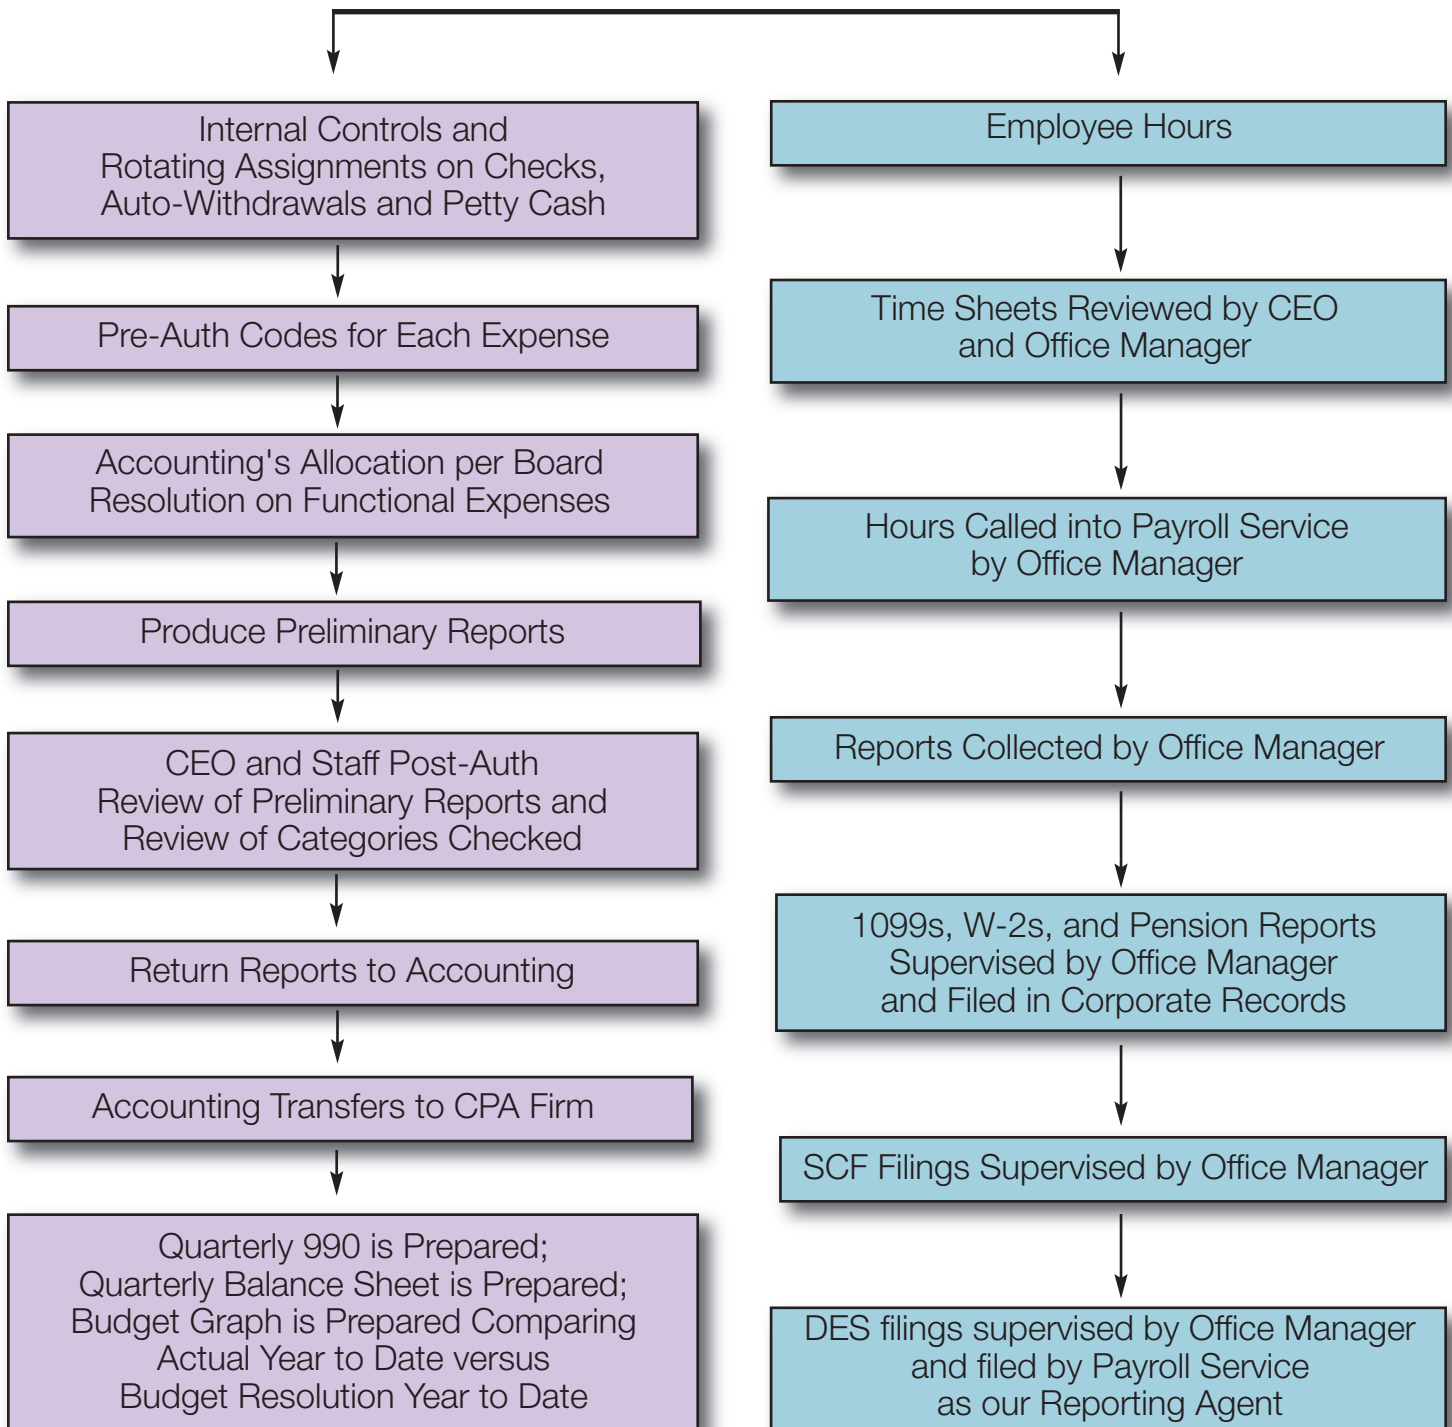 Internal Controls and
Rotating Assignments on Checks,
Auto-Withdrawals and Petty Cash
Pre-Auth Codes for Each Expense
Accounting's Allocation per Board
Resolution on Functional Expenses
Produce Preliminary Reports
CEO and Staff Post-Auth
Review of Preliminary Reports and
Review of Categories Checked
Return Reports to Accounting
Accounting Transfers to CPA Firm
Quarterly 990 is Prepared;
Quarterly Balance Sheet is Prepared;
Budget Graph is Prepared Comparing
Actual Year to Date versus
Budget Resolution Year to Date
Employee Hours
Time Sheets Reviewed by CEO
and Office Manager
Hours Called into Payroll Service
by Office Manager
Reports Collected by Office Manager
1099s, W-2s, and Pension Reports
Supervised by Office Manager
and Filed in Corporate Records
SCF Filings Supervised by Office Manager
DES filings supervised by Office Manager
and filed by Payroll Service
as our Reporting Agent